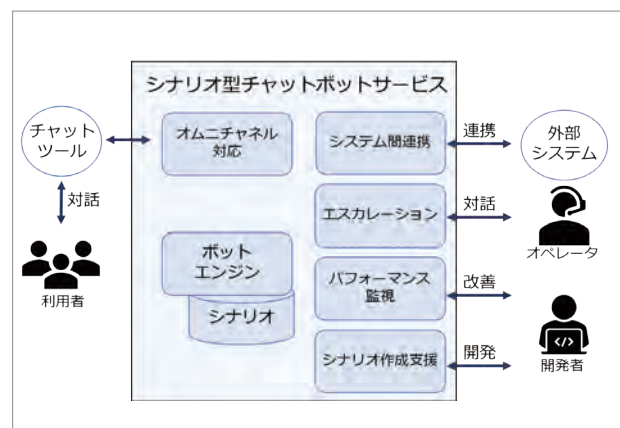 シナリオ型チャットボットサービス
チャット
ツール
対話
利用者
オムニチャネル
対応
ボット
エンジン
シナリオ
システム間連携
連携
外部
システム
エスカレーション
対話
オペレータ
パフォーマンス
監視
改善
シナリオ作成支援
開発
</>
開発者